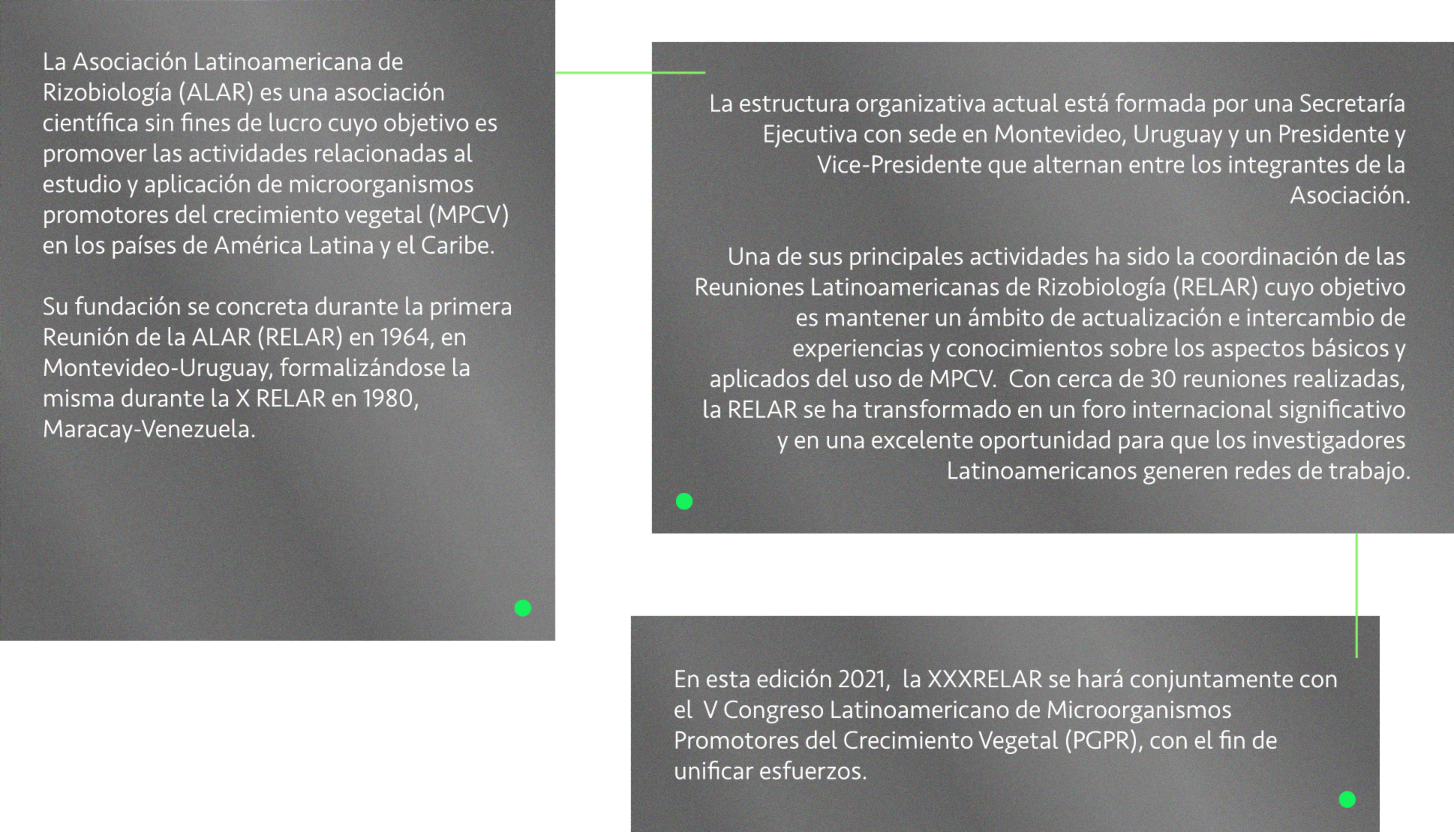 La Asociación Latinoamericana de
Rizobiología (ALAR) es una asociación
científica sin fines de lucro cuyo objetivo es
promover las actividades relacionadas al
estudio y aplicación de microorganismos
promotores del crecimiento vegetal (MPCV)
en los países de América Latina y el Caribe.
Su fundación se concreta durante la primera
Reunión de la ALAR (RELAR) en 1964, en
Montevideo-Uruguay, formalizándose la
misma durante la X RELAR en 1980,
Maracay-Venezuela.
La estructura organizativa actual está formada por una Secretaría
Ejecutiva con sede en Montevideo, Uruguay y un Presidente y
Vice-Presidente que alternan entre los integrantes de la
Asociación.
Una de sus principales actividades ha sido la coordinación de las
Reuniones Latinoamericanas de Rizobiología (RELAR) cuyo objetivo
es mantener un ámbito de actualización e intercambio de
experiencias y conocimientos sobre los aspectos básicos y
aplicados del uso de MPCV.  Con cerca de 30 reuniones realizadas,
la RELAR se ha transformado en un foro internacional significativo
y en una excelente oportunidad para que los investigadores
Latinoamericanos generen redes de trabajo.
En esta edición 2021,  la XXXRELAR se hará conjuntamente con
el  V Congreso Latinoamericano de Microorganismos
Promotores del Crecimiento Vegetal (PGPR), con el fin de
unificar esfuerzos.